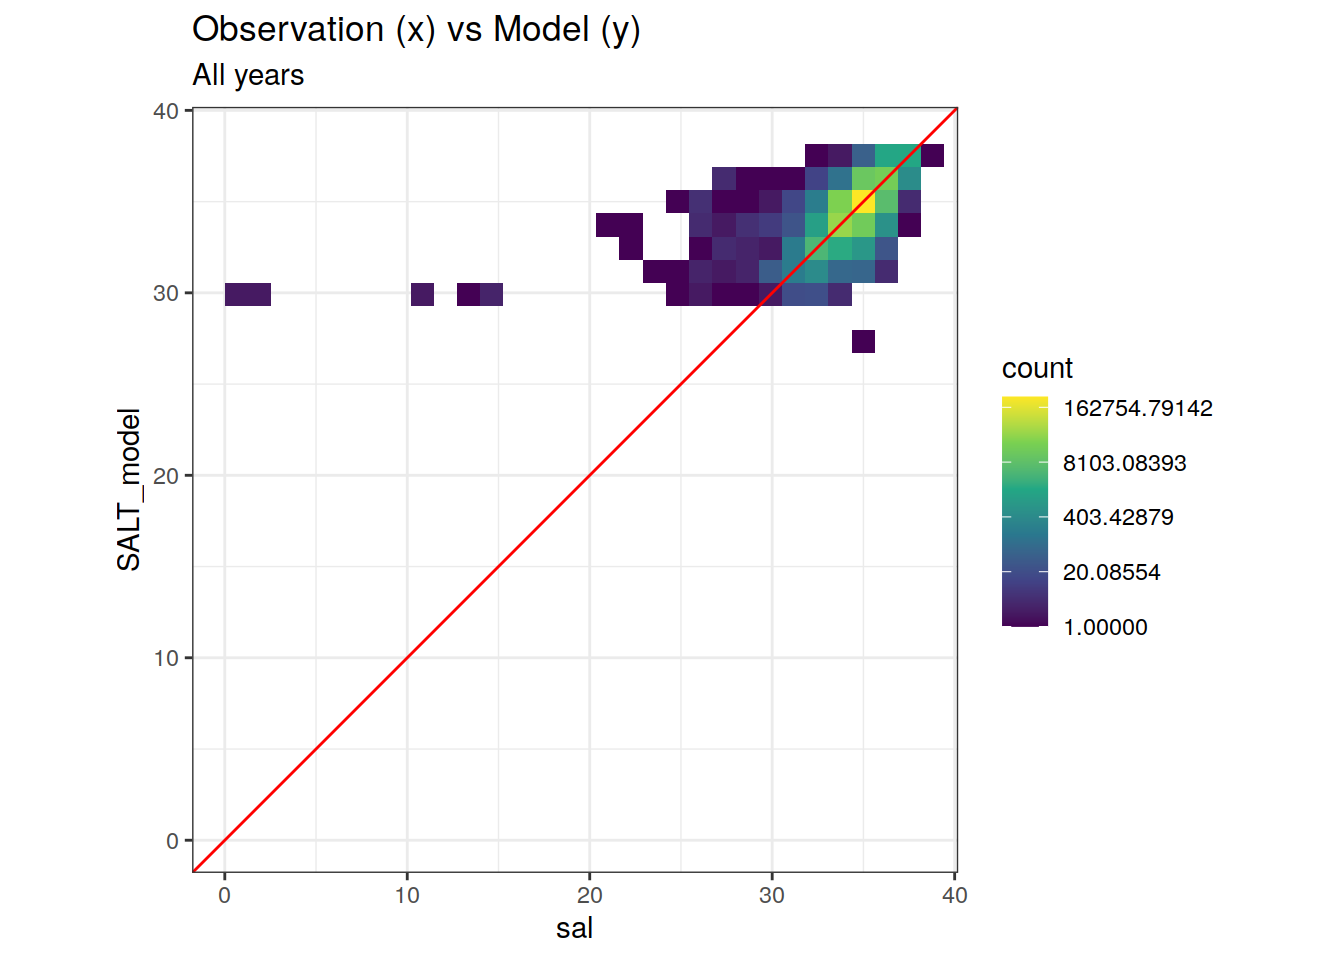 Observation (x) vs Model (y)
All years
40
30
20
10
0
SALT_model
0 10 20 30 40
sal
count
162754.79142
8103.08393
403.42879
20.08554
1.00000